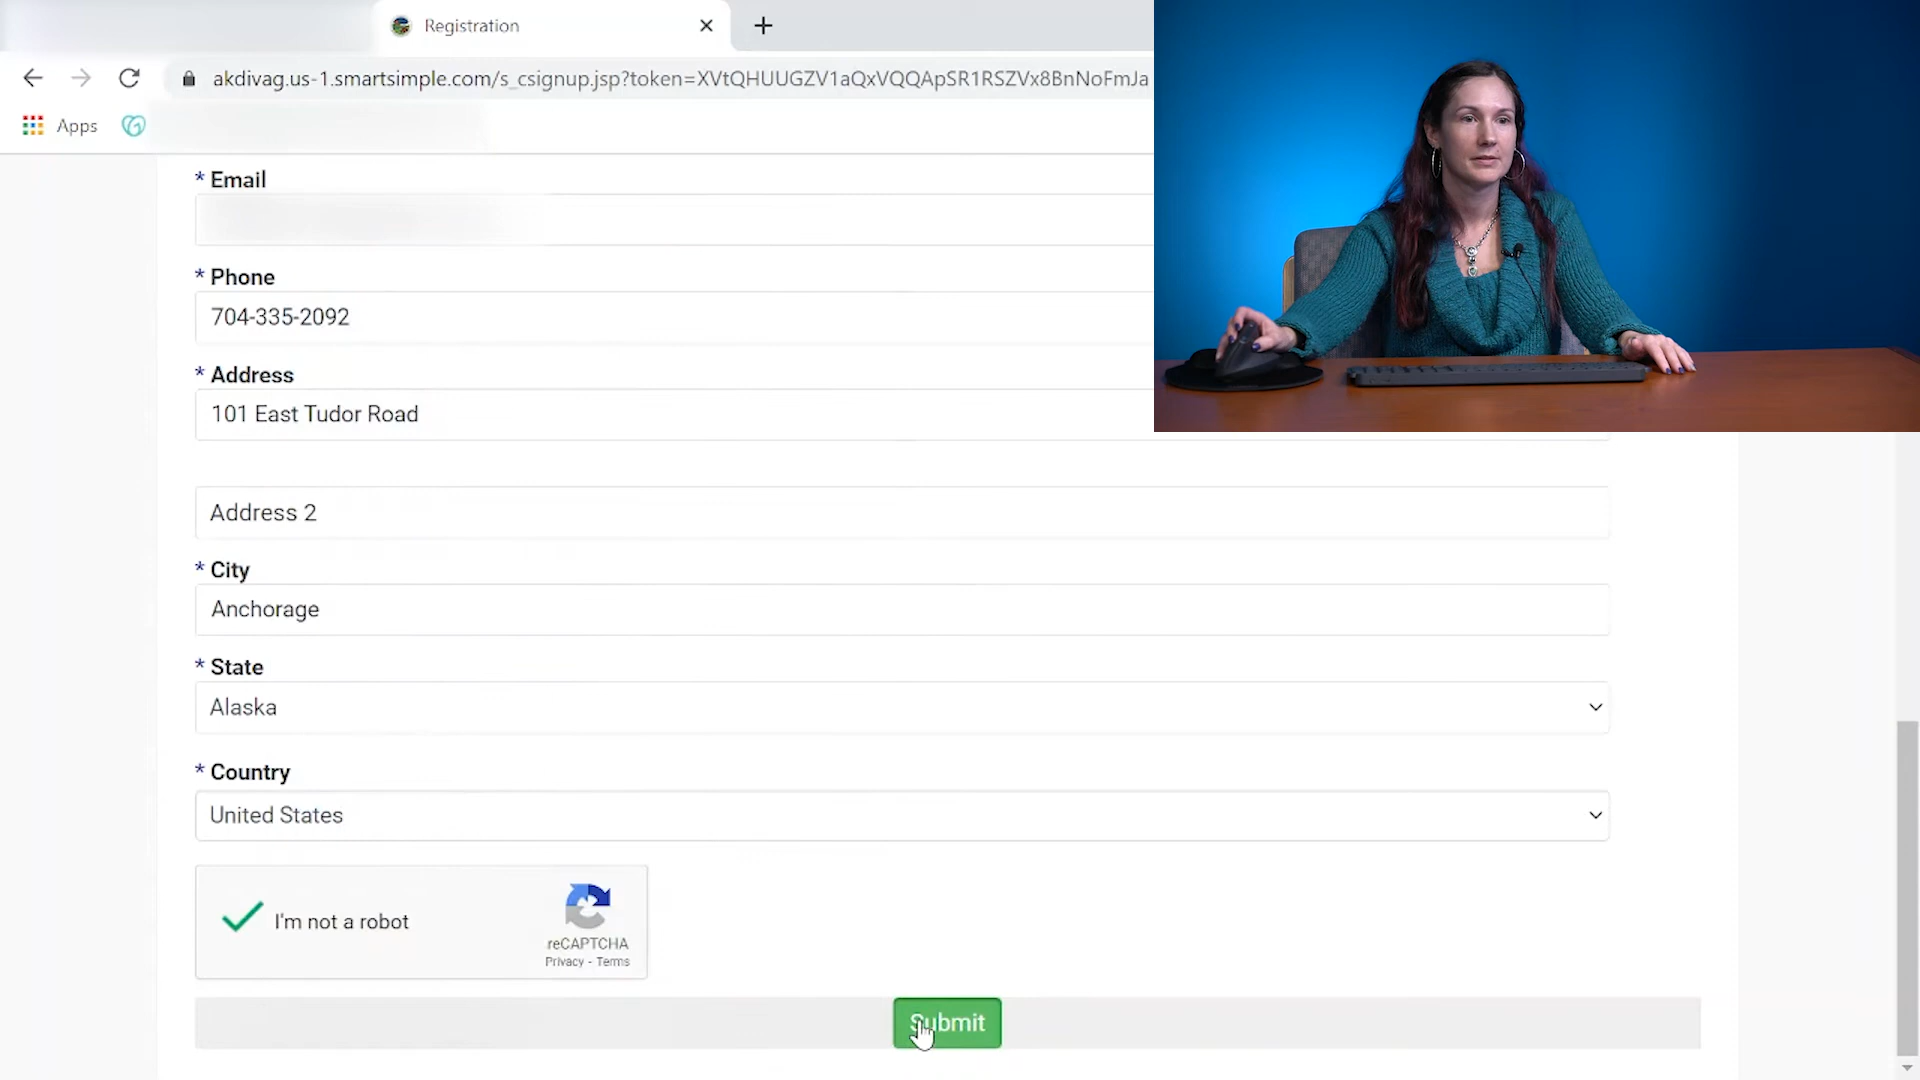 Registration
akdivag.us-1.smartsimple.com/s_csignup.jsp?token=XVtQHUUGZV1aQxVQQApSR1RSZVx8BnNoFmJa
Apps
* Email
* Phone
704-335-2092
* Address
101 East Tudor Road
Address 2
* City
Anchorage
* State
Alaska
* Country
United States
I'm not a robot
reCAPTCHA
Privacy - Terms
Submit